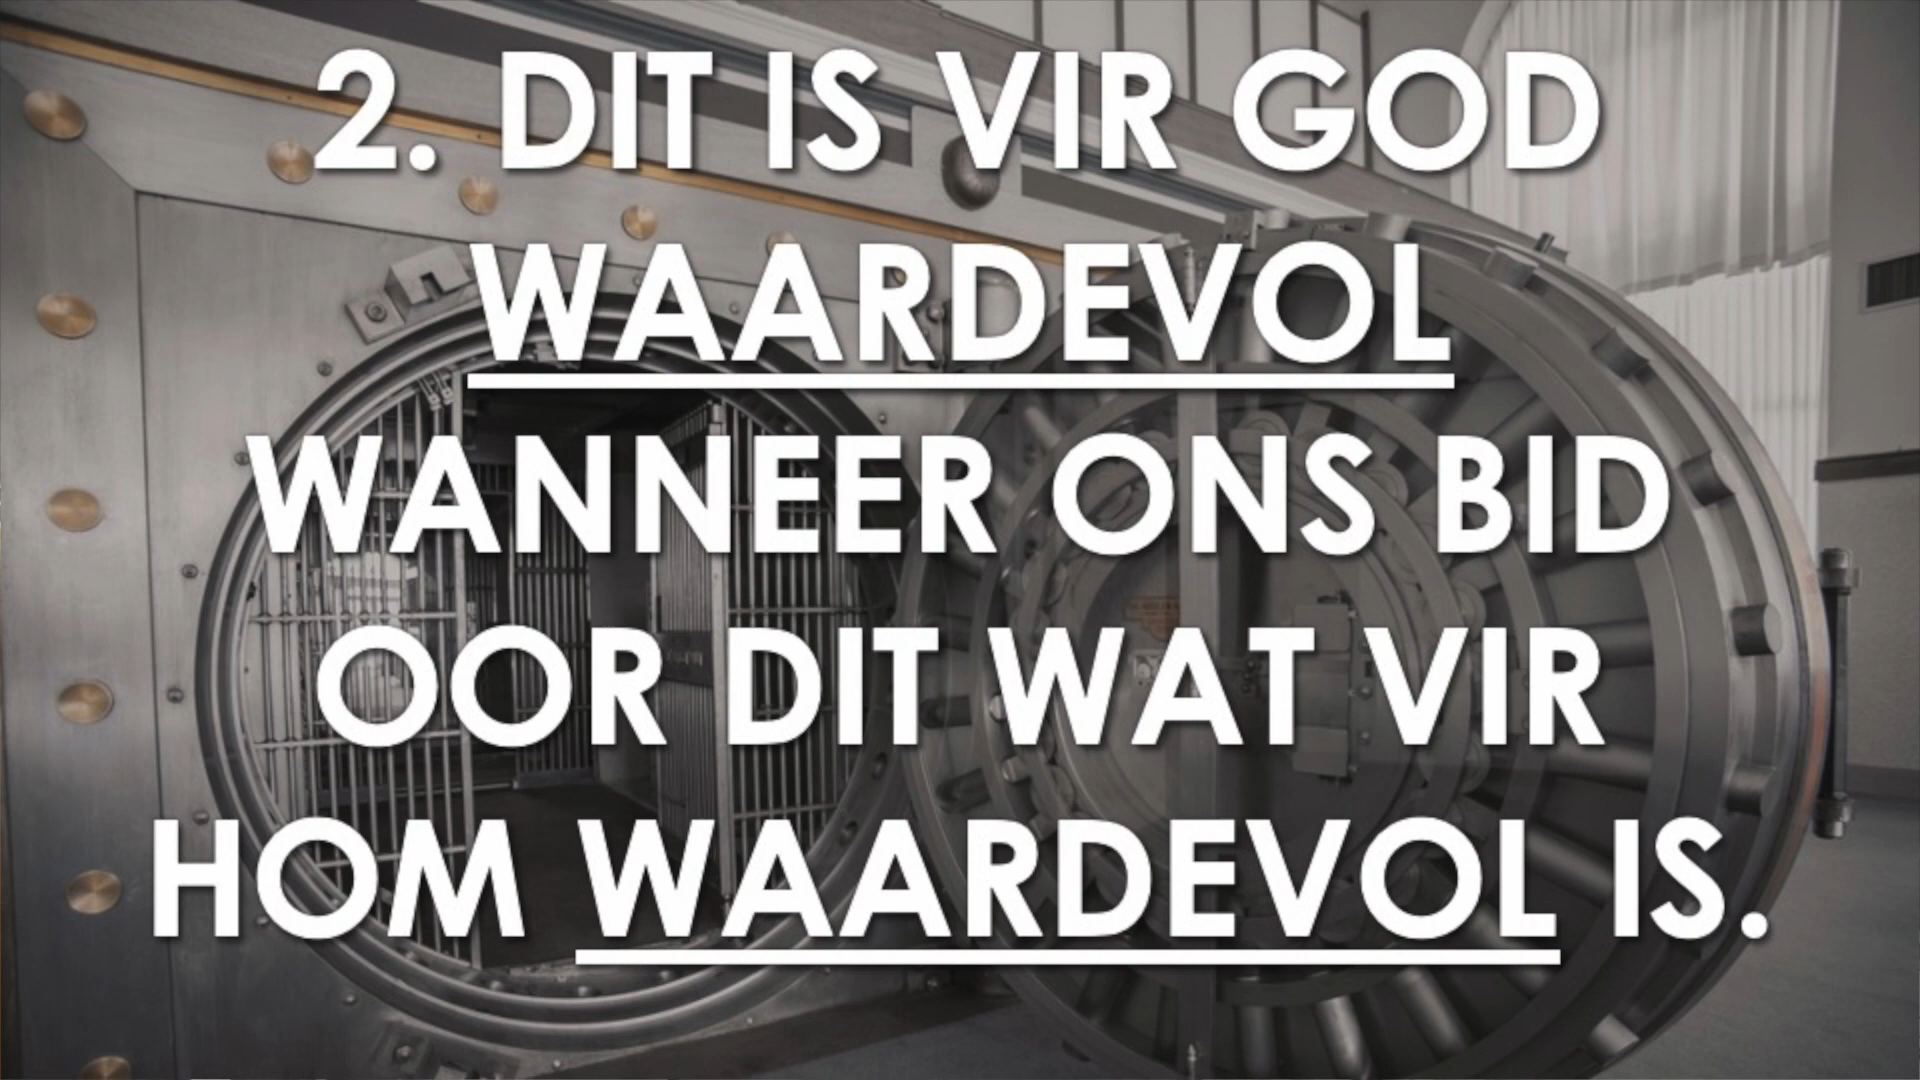 2. DIT IS VIR GOD
WAARDEVOL
WANNEER ONS BID
OOR DIT WAT VIR
HOM WAARDEVOL IS.